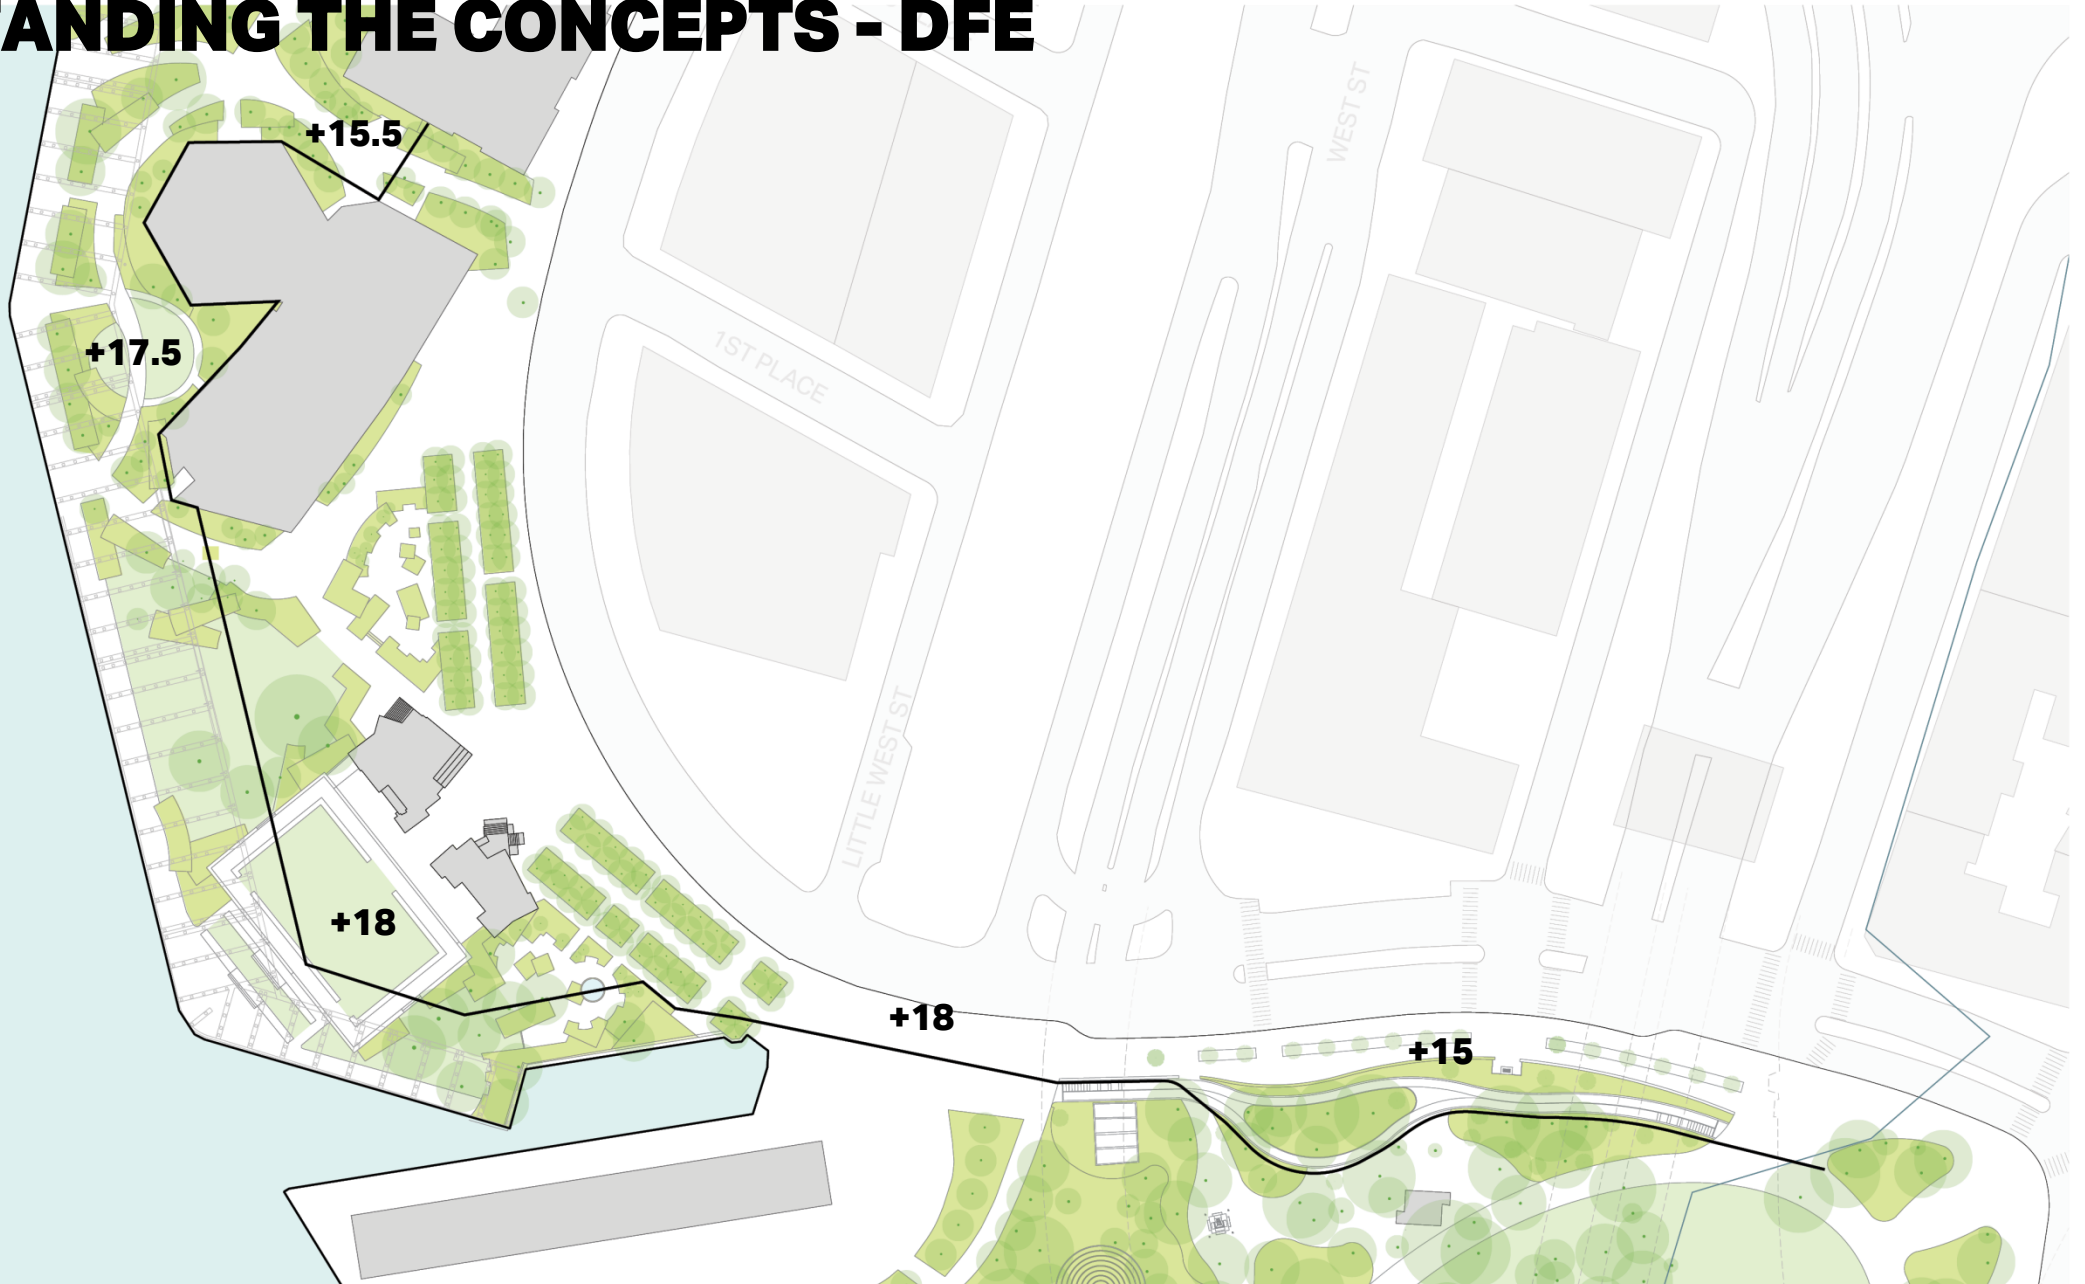 ANDING THE CONCEPTS - DFE
WEST ST
+15.5
1ST PLACE
+17.5
LITTLE WEST ST
+18
+18
+15